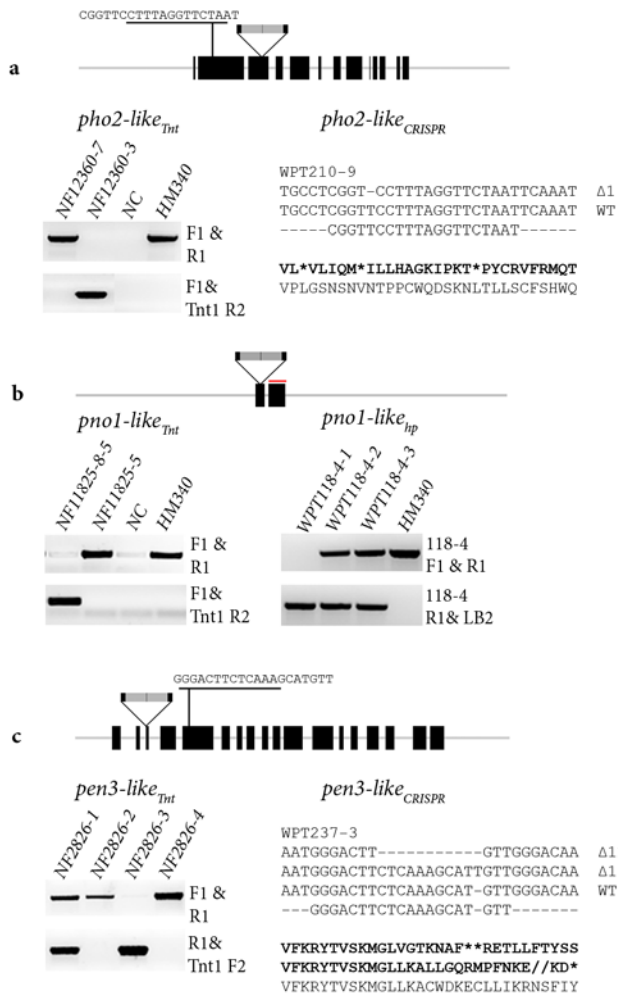 CGGTTCCTTTAGGTTCTAAT
a
pho2-likeTnt
pho2-likeCRISPR
NF12360-7
NF12360-3
NC
HM340
F1 &
R1
F1&
Tnt1 R2
WPT210-9
TGCCTCGGT-CCTTTAGGTTCTAATTCAAAT Δ1
TGCCTCGGTTCCTTTAGGTTCTAATTCAAAT WT
-----CGGTTCCTTTAGGTTCTAAT------
VL*VLIQM*ILLHAGKIPKT*PYCRVFRMQT
VPLGSNSNVNTPPCWQDSKNLTLLSCFSHWQ
b
pno1-likeTnt
pno1-likehp
NF11825-8-5
NF11825-5
NC
HM340
F1 &
R1
F1&
Tnt1 R2
WPT118-4-1
WPT118-4-2
WPT118-4-3
HM340
118-4
F1 & R1
118-4
R1& LB2
GGGACTTCTCAAAGCATGTT
c
pen3-likeTnt
pen3-likeCRISPR
NF2826-1
NF2826-2
NF2826-3
NF2826-4
F1 &
R1
R1&
Tnt1 F2
WPT237-3
AATGGGACTT-----------GTTGGGACAA Δ1
AATGGGACTTCTCAAAGCATTGTTGGGACAA Δ1
AATGGGACTTCTCAAAGCAT-GTTGGGACAA WT
---GGGACTTCTCAAAGCAT-GTT-------
VFKRYTVSKMGLVGTKNAF**RETLLFTYSS
VFKRYTVSKMGLLKALLGQRMPFNKE//KD*
VFKRYTVSKMGLLKACWDKECLLIKRNSFIY